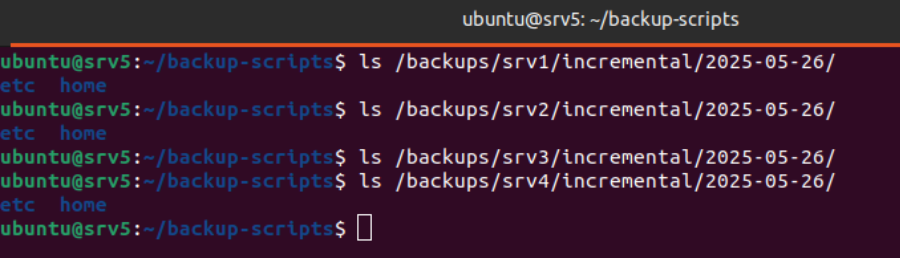 ubuntu@srv5: ~/backup-scripts
ubuntu@srv5:~/backup-scripts$ ls /backups/srv1/incremental/2025-05-26/
etc  home
ubuntu@srv5:~/backup-scripts$ ls /backups/srv2/incremental/2025-05-26/
etc  home
ubuntu@srv5:~/backup-scripts$ ls /backups/srv3/incremental/2025-05-26/
ubuntu@srv5:~/backup-scripts$ ls /backups/srv4/incremental/2025-05-26/
etc  home
ubuntu@srv5:~/backup-scripts$